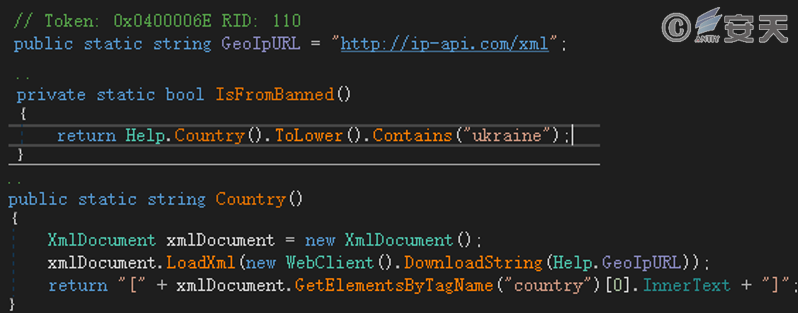 // Token: 0x0400006E RID: 110
© ANTIY 安天
public static string GeoIpURL = "http://ip-api.com/xml";
..
private static bool IsFromBanned()
{
return Help.Country().ToLower().Contains("ukraine");
}
..
public static string Country()
{
XmlDocument xmlDocument = new XmlDocument();
xmlDocument.LoadXml(new WebClient().DownloadString(Help.GeoIpURL));
return "[" + xmlDocument.GetElementsByTagName("country")[0].InnerText + "]";
}